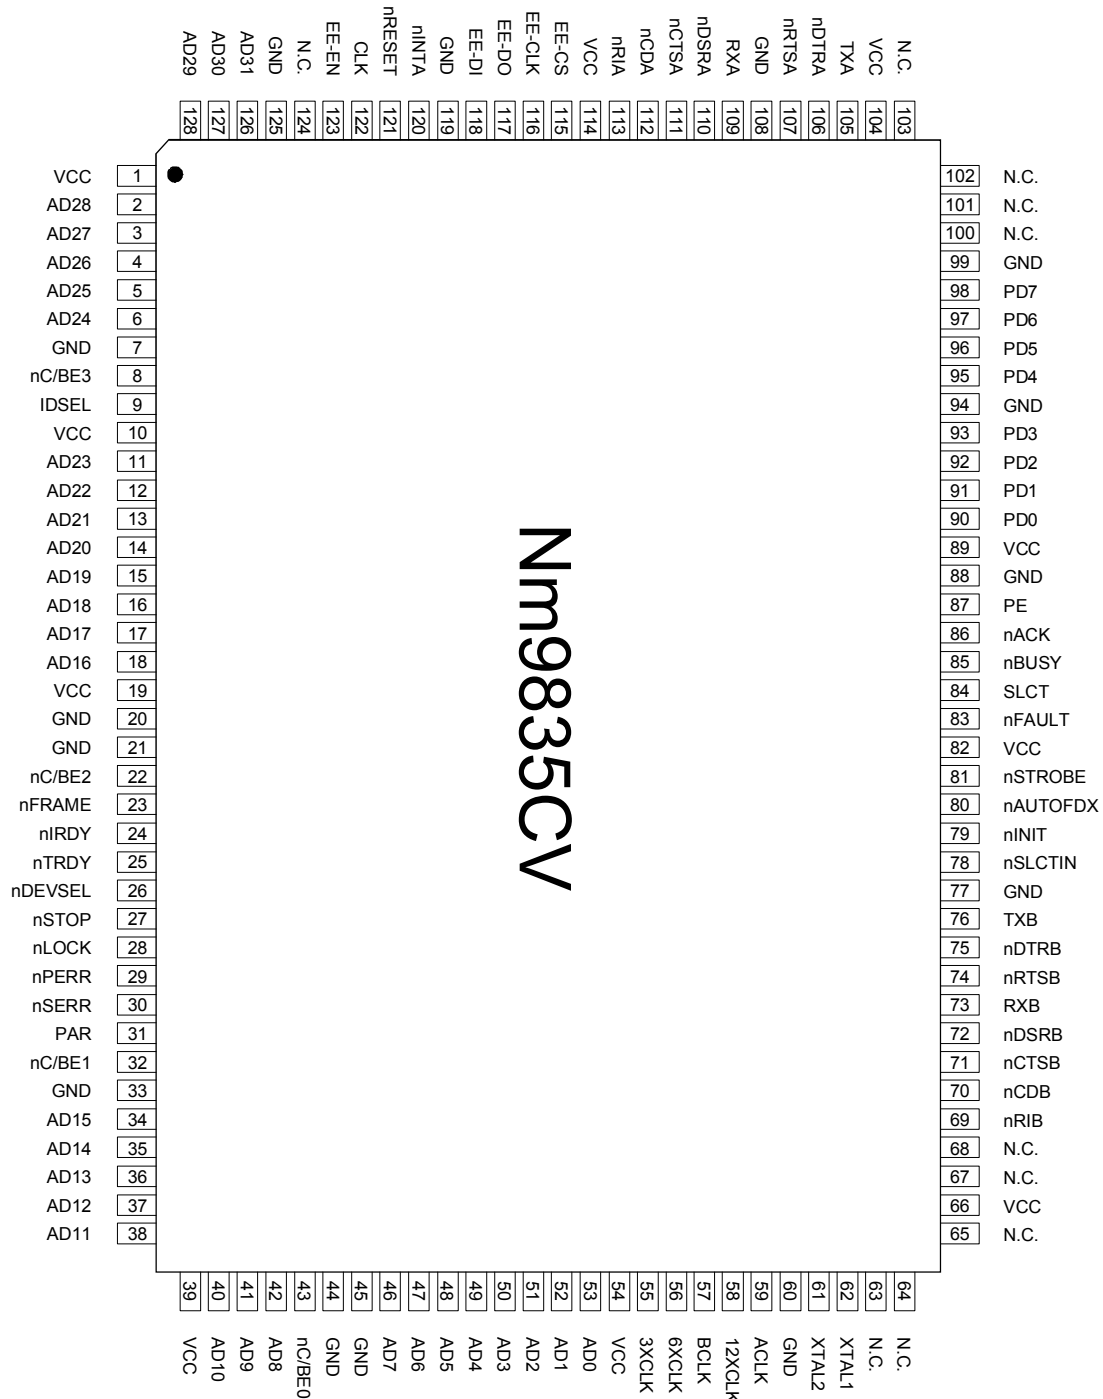 AD29 AD30 AD31 GND N.C. EE-EN CLK nRESET nINTA GND EE-DI EE-DO EE-CLK EE-CS VCC nRIA nCDA nCTSA nDSRA RXA GND nRTSA nDTRA TXA VCC N.C.
128 127 126 125 124 123 122 121 120 119 118 117 116 115 114 113 112 111 110 109 108 107 106 105 104 103
VCC 1 102 N.C.
AD28 2 101 N.C.
AD27 3 100 N.C.
AD26 4 99 GND
AD25 5 98 PD7
AD24 6 97 PD6
GND 7 96 PD5
nC/BE3 8 95 PD4
IDSEL 9 94 GND
VCC 10 93 PD3
AD23 11 92 PD2
AD22 12 91 PD1
AD21 13 90 PD0
AD20 14 89 VCC
AD19 15 88 GND
AD18 16 87 PE
AD17 17 86 nACK
AD16 18 85 nBUSY
VCC 19 84 SLCT
GND 20 83 nFAULT
GND 21 82 VCC
nC/BE2 22 81 nSTROBE
nFRAME 23 80 nAUTOFDX
nIRDY 24 79 nINIT
nTRDY 25 78 nSLCTIN
nDEVSEL 26 77 GND
nSTOP 27 76 TXB
nLOCK 28 75 nDTRB
nPERR 29 74 nRTSB
nSERR 30 73 RXB
PAR 31 72 nDSRB
nC/BE1 32 71 nCTSB
GND 33 70 nCDB
AD15 34 69 nRIB
AD14 35 68 N.C.
AD13 36 67 N.C.
AD12 37 66 VCC
AD11 38 65 N.C.
Nm9835CV
39 40 41 42 43 44 45 46 47 48 49 50 51 52 53 54 55 56 57 58 59 60 61 62 63 64
VCC AD10 AD9 AD8 nC/BE0 GND GND AD7 AD6 AD5 AD4 AD3 AD2 AD1 AD0 VCC 3XCLK 6XCLK BCLK 12XCLK ACLK GND XTAL2 XTAL1 N.C. N.C.